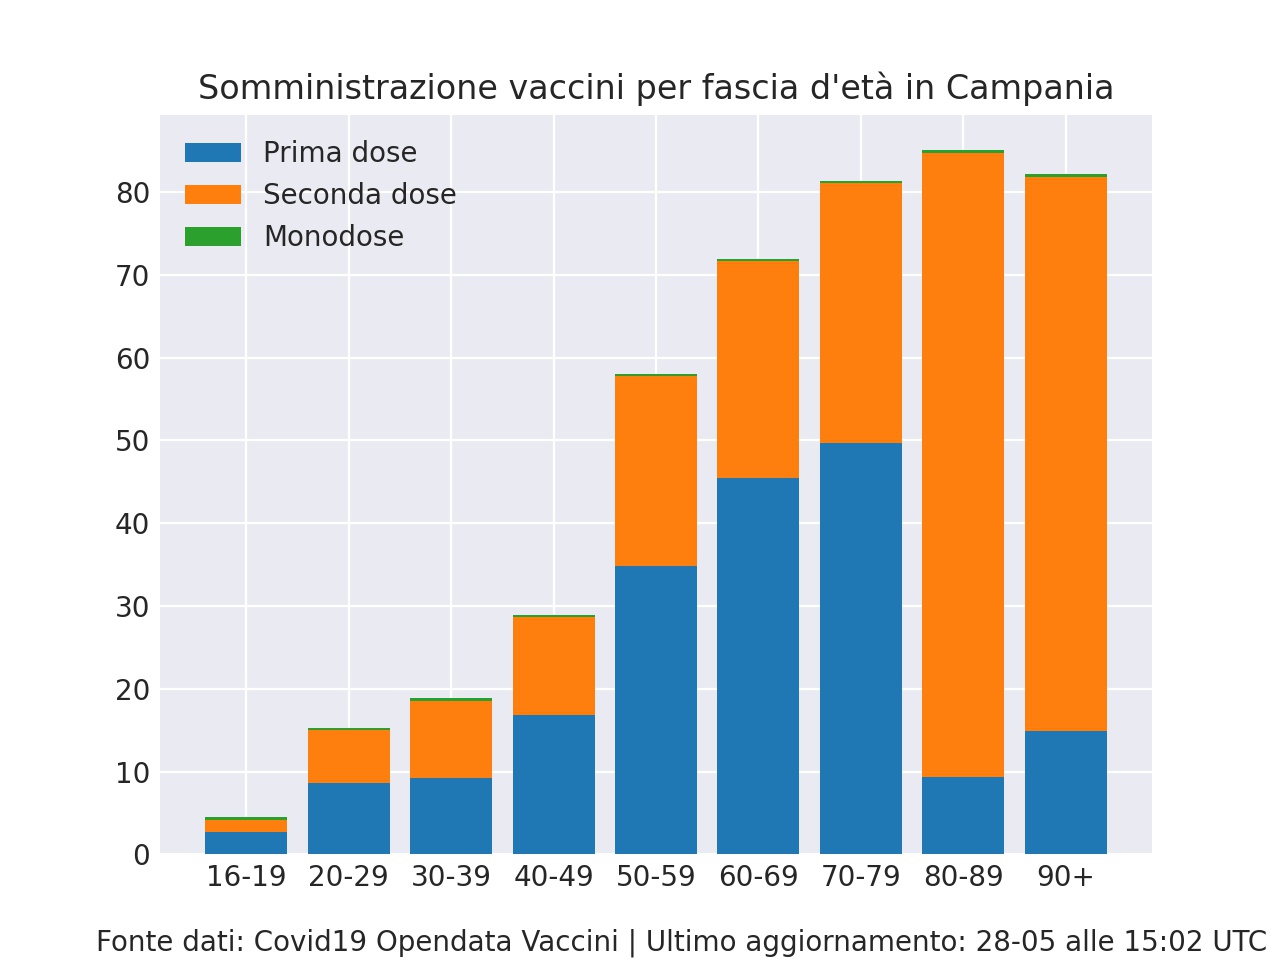 Somministrazione vaccini per fascia d'età in Campania
Prima dose
Seconda dose
Monodose
80
70
60
50
40
30
20
10
0
16-19 20-29 30-39 40-49 50-59 60-69 70-79 80-89 90+
Fonte dati: Covid19 Opendata Vaccini | Ultimo aggiornamento: 28-05 alle 15:02 UTC